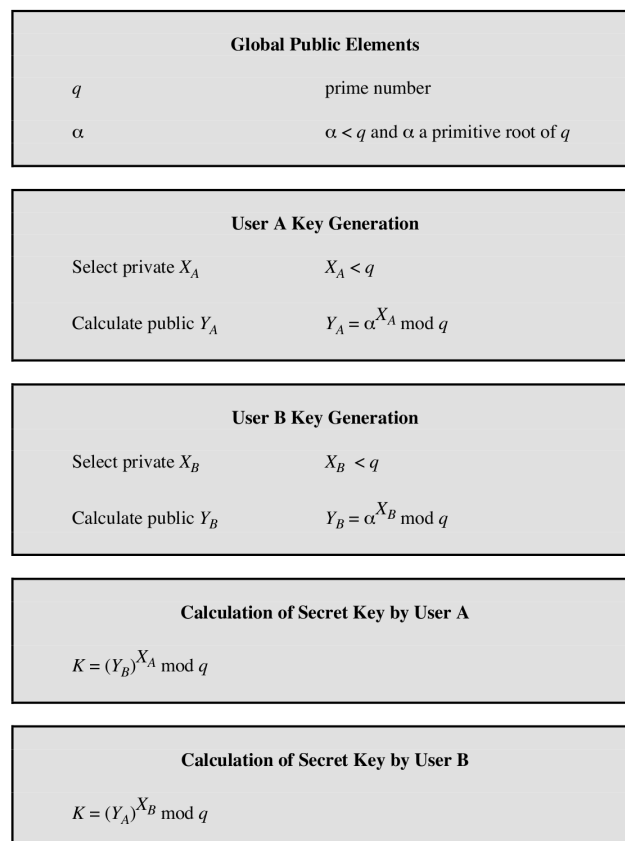 Global Public Elements
q prime number
α α < q and α a primitive root of q
User A Key Generation
Select private X_A X_A < q
Calculate public Y_A Y_A = α^{X_A} mod q
User B Key Generation
Select private X_B X_B < q
Calculate public Y_B Y_B = α^{X_B} mod q
Calculation of Secret Key by User A
K = (Y_B)^{X_A} mod q
Calculation of Secret Key by User B
K = (Y_A)^{X_B} mod q